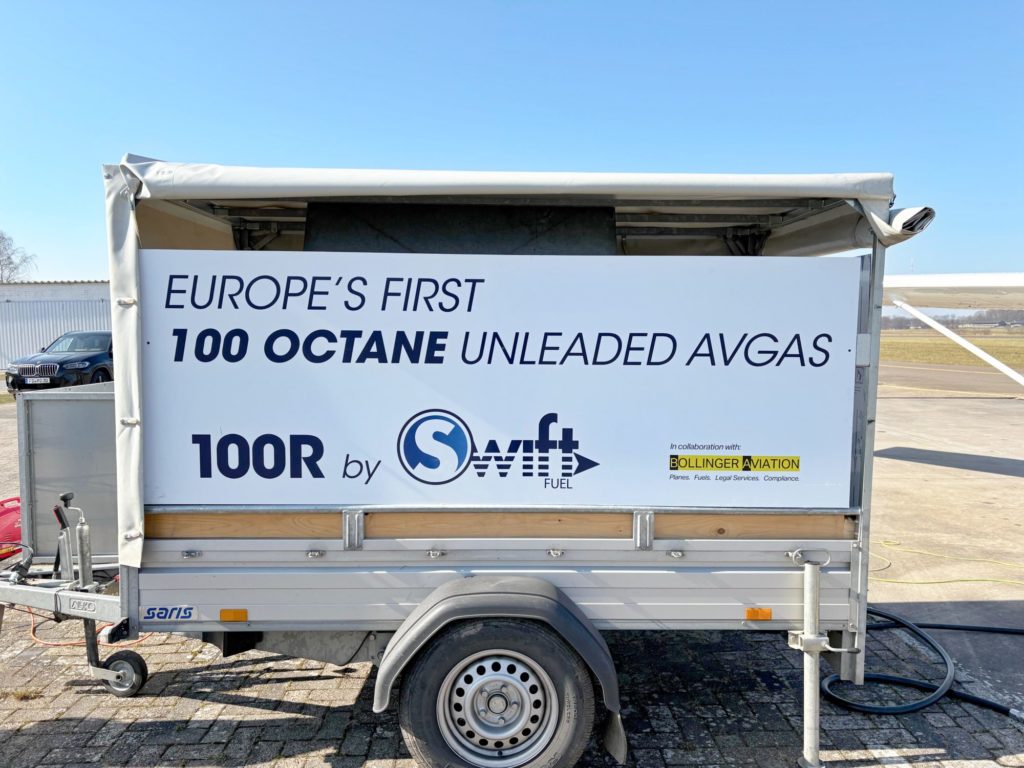 EUROPE'S FIRST
100 OCTANE UNLEADED AVGAS
100R by Swift
FUEL
In collaboration with:
BOLLINGER AVIATION
Planes. Fuels. Legal Services. Compliance.
saris